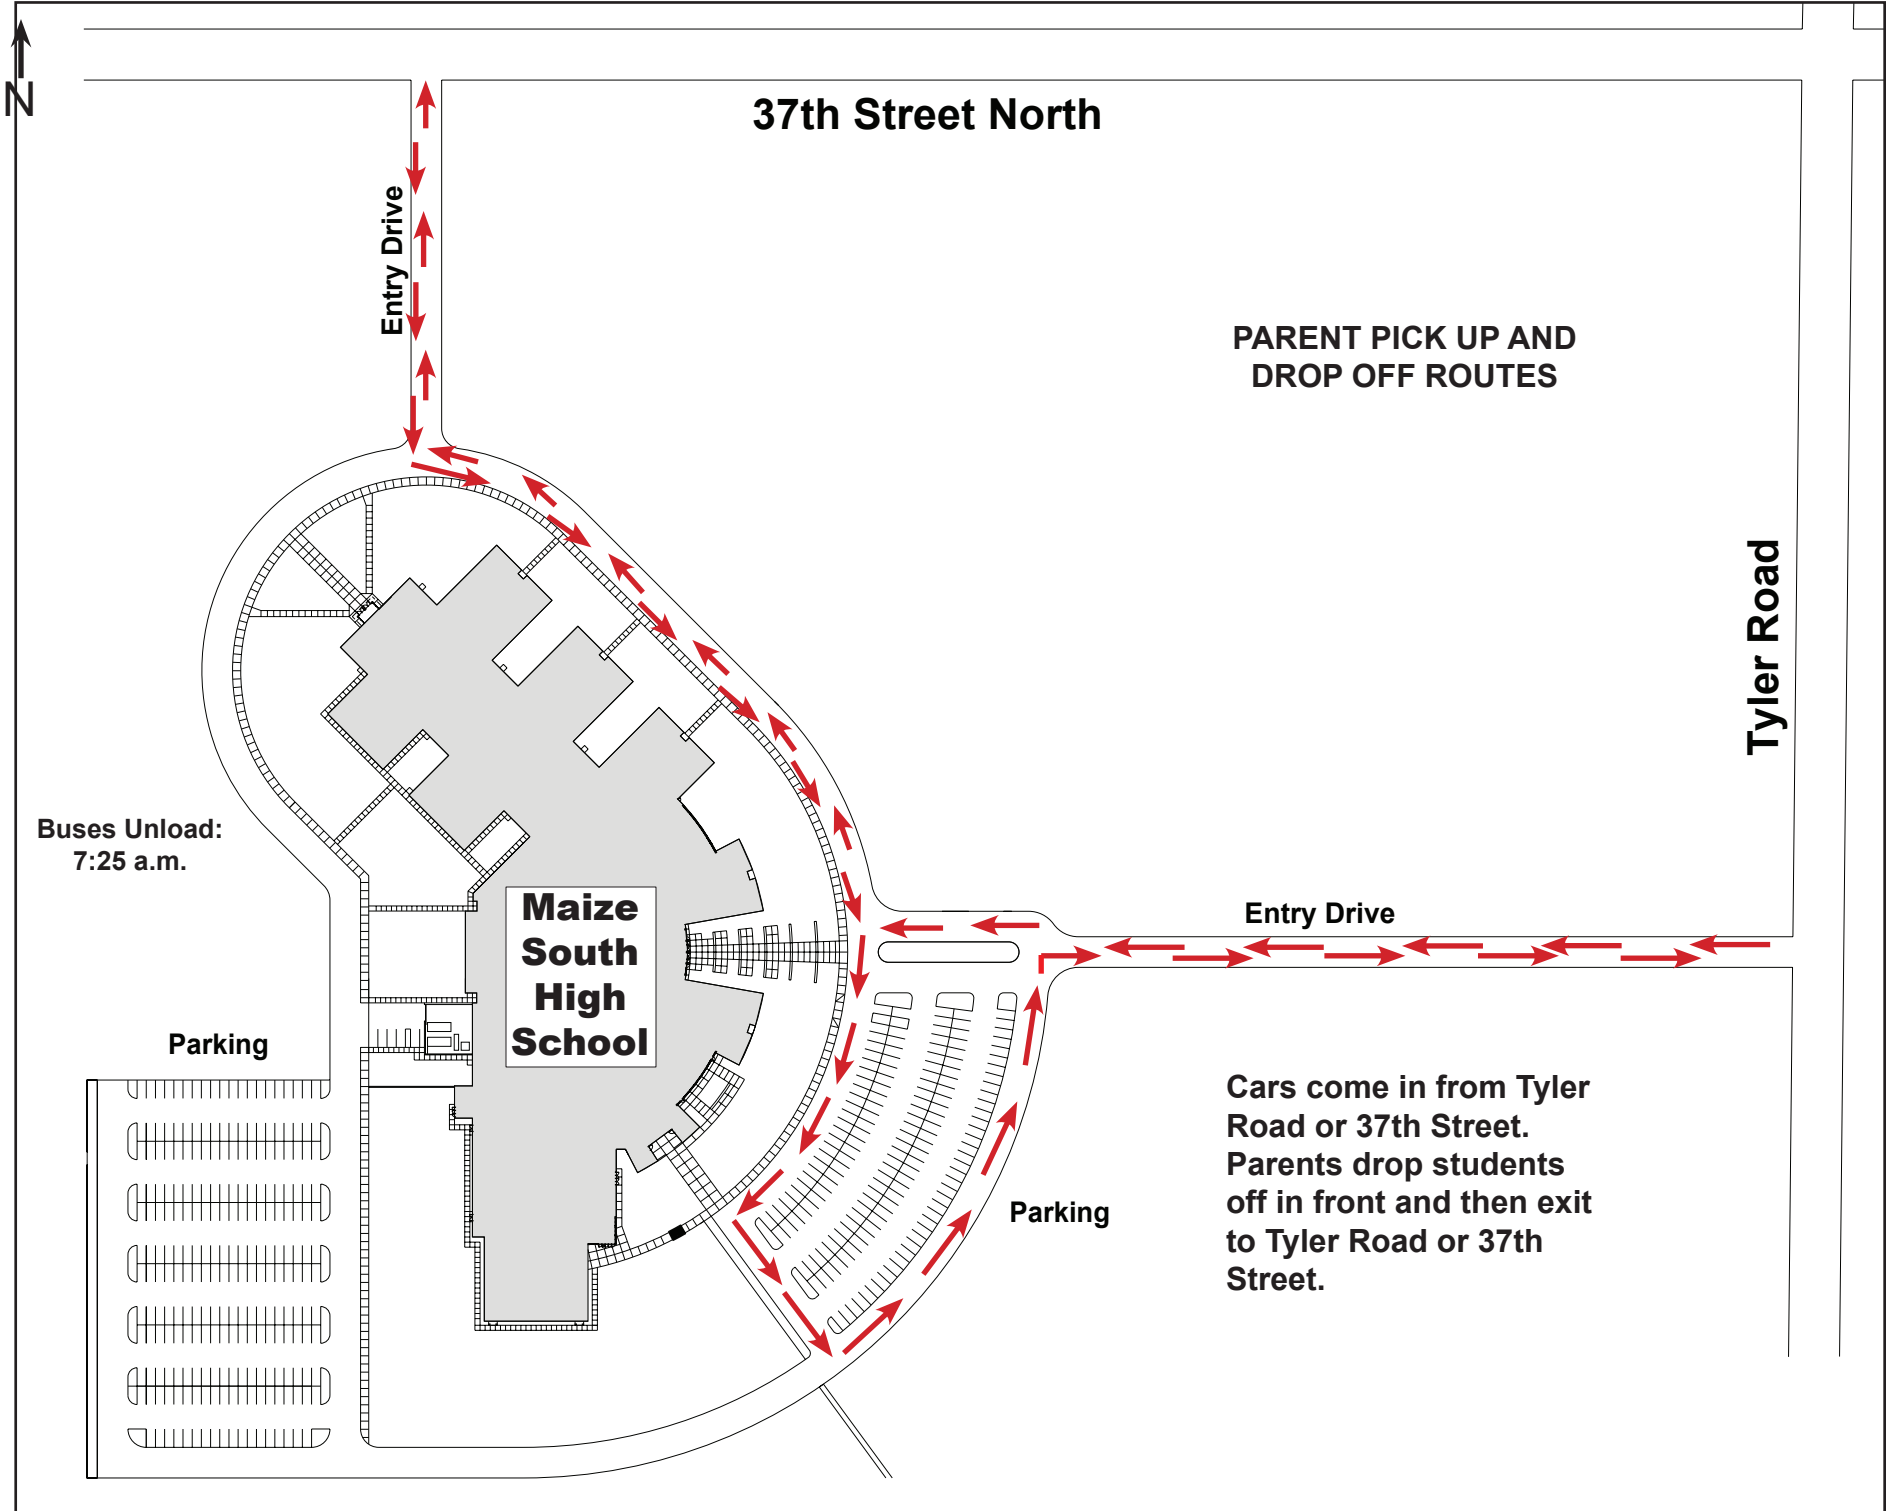 N
37th Street North
Entry Drive
PARENT PICK UP AND
DROP OFF ROUTES
Tyler Road
Buses Unload:
7:25 a.m.
Maize
South
High
School
Entry Drive
Parking
Cars come in from Tyler
Road or 37th Street.
Parents drop students
off in front and then exit
to Tyler Road or 37th
Street.
Parking